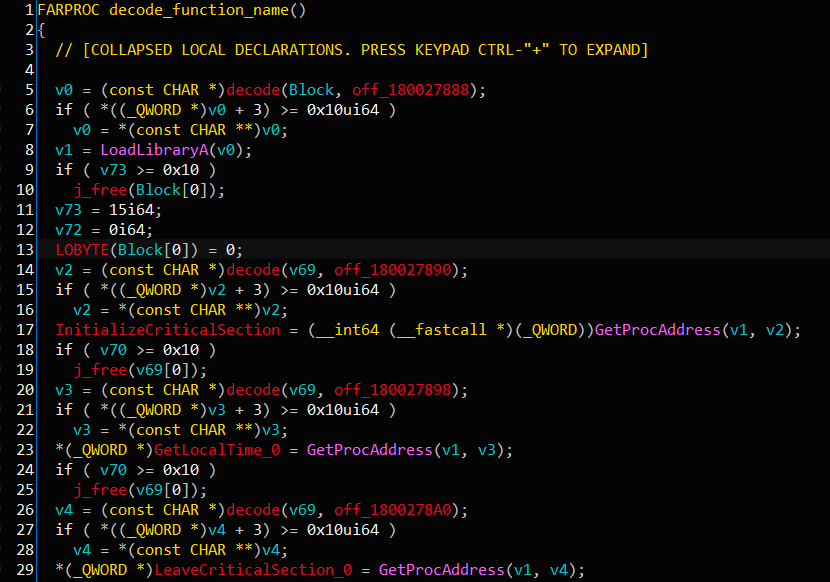 1 FARPROC decode_function_name()
2 {
3 // [COLLAPSED LOCAL DECLARATIONS. PRESS KEYPAD CTRL-"+" TO EXPAND]
4
5 v0 = (const CHAR *)decode(Block, off_180027888);
6 if ( *((_QWORD *)v0 + 3) >= 0x10ui64 )
7 v0 = *(const CHAR **)v0;
8 v1 = LoadLibraryA(v0);
9 if ( v73 >= 0x10 )
10 j_free(Block[0]);
11 v73 = 15i64;
12 v72 = 0i64;
13 LOBYTE(Block[0]) = 0;
14 v2 = (const CHAR *)decode(v69, off_180027890);
15 if ( *((_QWORD *)v2 + 3) >= 0x10ui64 )
16 v2 = *(const CHAR **)v2;
17 InitializeCriticalSection = (__int64 (__fastcall *)(_QWORD))GetProcAddress(v1, v2);
18 if ( v70 >= 0x10 )
19 j_free(v69[0]);
20 v3 = (const CHAR *)decode(v69, off_180027898);
21 if ( *((_QWORD *)v3 + 3) >= 0x10ui64 )
22 v3 = *(const CHAR **)v3;
23 *(_QWORD *)GetLocalTime_0 = GetProcAddress(v1, v3);
24 if ( v70 >= 0x10 )
25 j_free(v69[0]);
26 v4 = (const CHAR *)decode(v69, off_1800278A0);
27 if ( *((_QWORD *)v4 + 3) >= 0x10ui64 )
28 v4 = *(const CHAR **)v4;
29 *(_QWORD *)LeaveCriticalSection_0 = GetProcAddress(v1, v4);